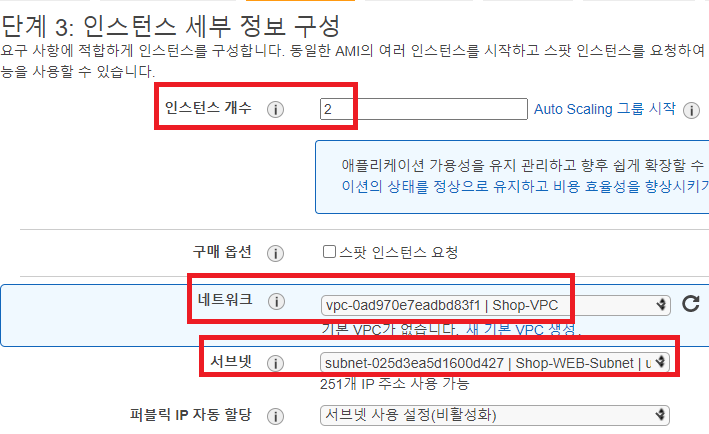 단계 3: 인스턴스 세부 정보 구성
요구 사항에 적합하게 인스턴스를 구성합니다. 동일한 AMI의 여러 인스턴스를 시작하고 스팟 인스턴스를 요청하여
능을 사용할 수 있습니다.
인스턴스 개수 i 2 Auto Scaling 그룹 시작 i
애플리케이션 가용성을 유지 관리하고 향후 쉽게 확장할 수
이션의 상태를 정상으로 유지하고 비용 효율성을 향상시키기
구매 옵션 i 스팟 인스턴스 요청
네트워크 i vpc-0ad970e7eadbd83f1 | Shop-VPC
기본 VPC가 없습니다. 새 기본 VPC 생성.
서브넷 i subnet-025d3ea5d1600d427 | Shop-WEB-Subnet | u
251개 IP 주소 사용 가능
퍼블릭 IP 자동 할당 i 서브넷 사용 설정(비활성화)